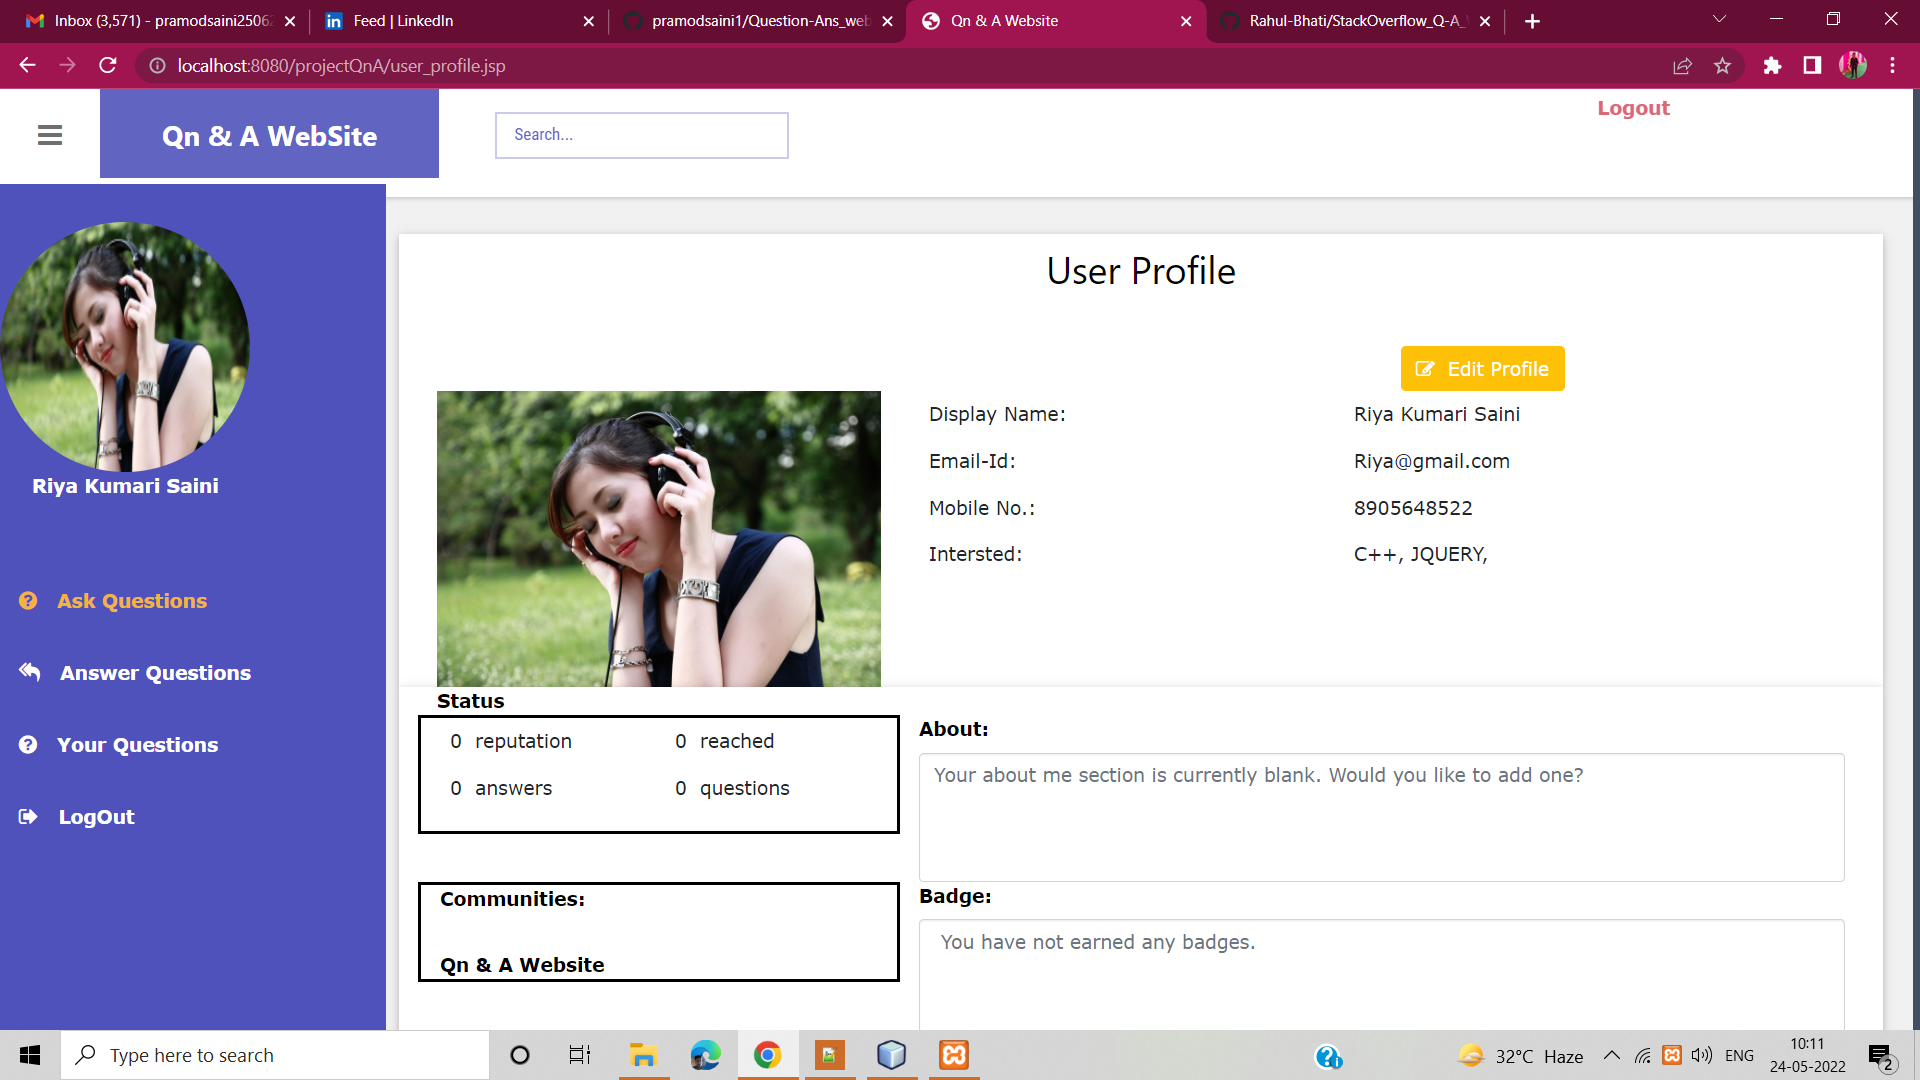 Inbox (3,571) - pramodsaini2506
Feed | LinkedIn
pramodsaini1/Question-Ans_web
Qn & A Website
Rahul-Bhati/StackOverflow_Q-A_
localhost:8080/projectQnA/user_profile.jsp
Qn & A WebSite
Search...
Logout
Riya Kumari Saini
Ask Questions
Answer Questions
Your Questions
LogOut
User Profile
Edit Profile
Display Name: Riya Kumari Saini
Email-Id: Riya@gmail.com
Mobile No.: 8905648522
Intersted: C++, JQUERY,
Status
0 reputation 0 reached
0 answers 0 questions
Communities:
Qn & A Website
About:
Your about me section is currently blank. Would you like to add one?
Badge:
You have not earned any badges.
Type here to search
32°C Haze
ENG
10:11
24-05-2022
2